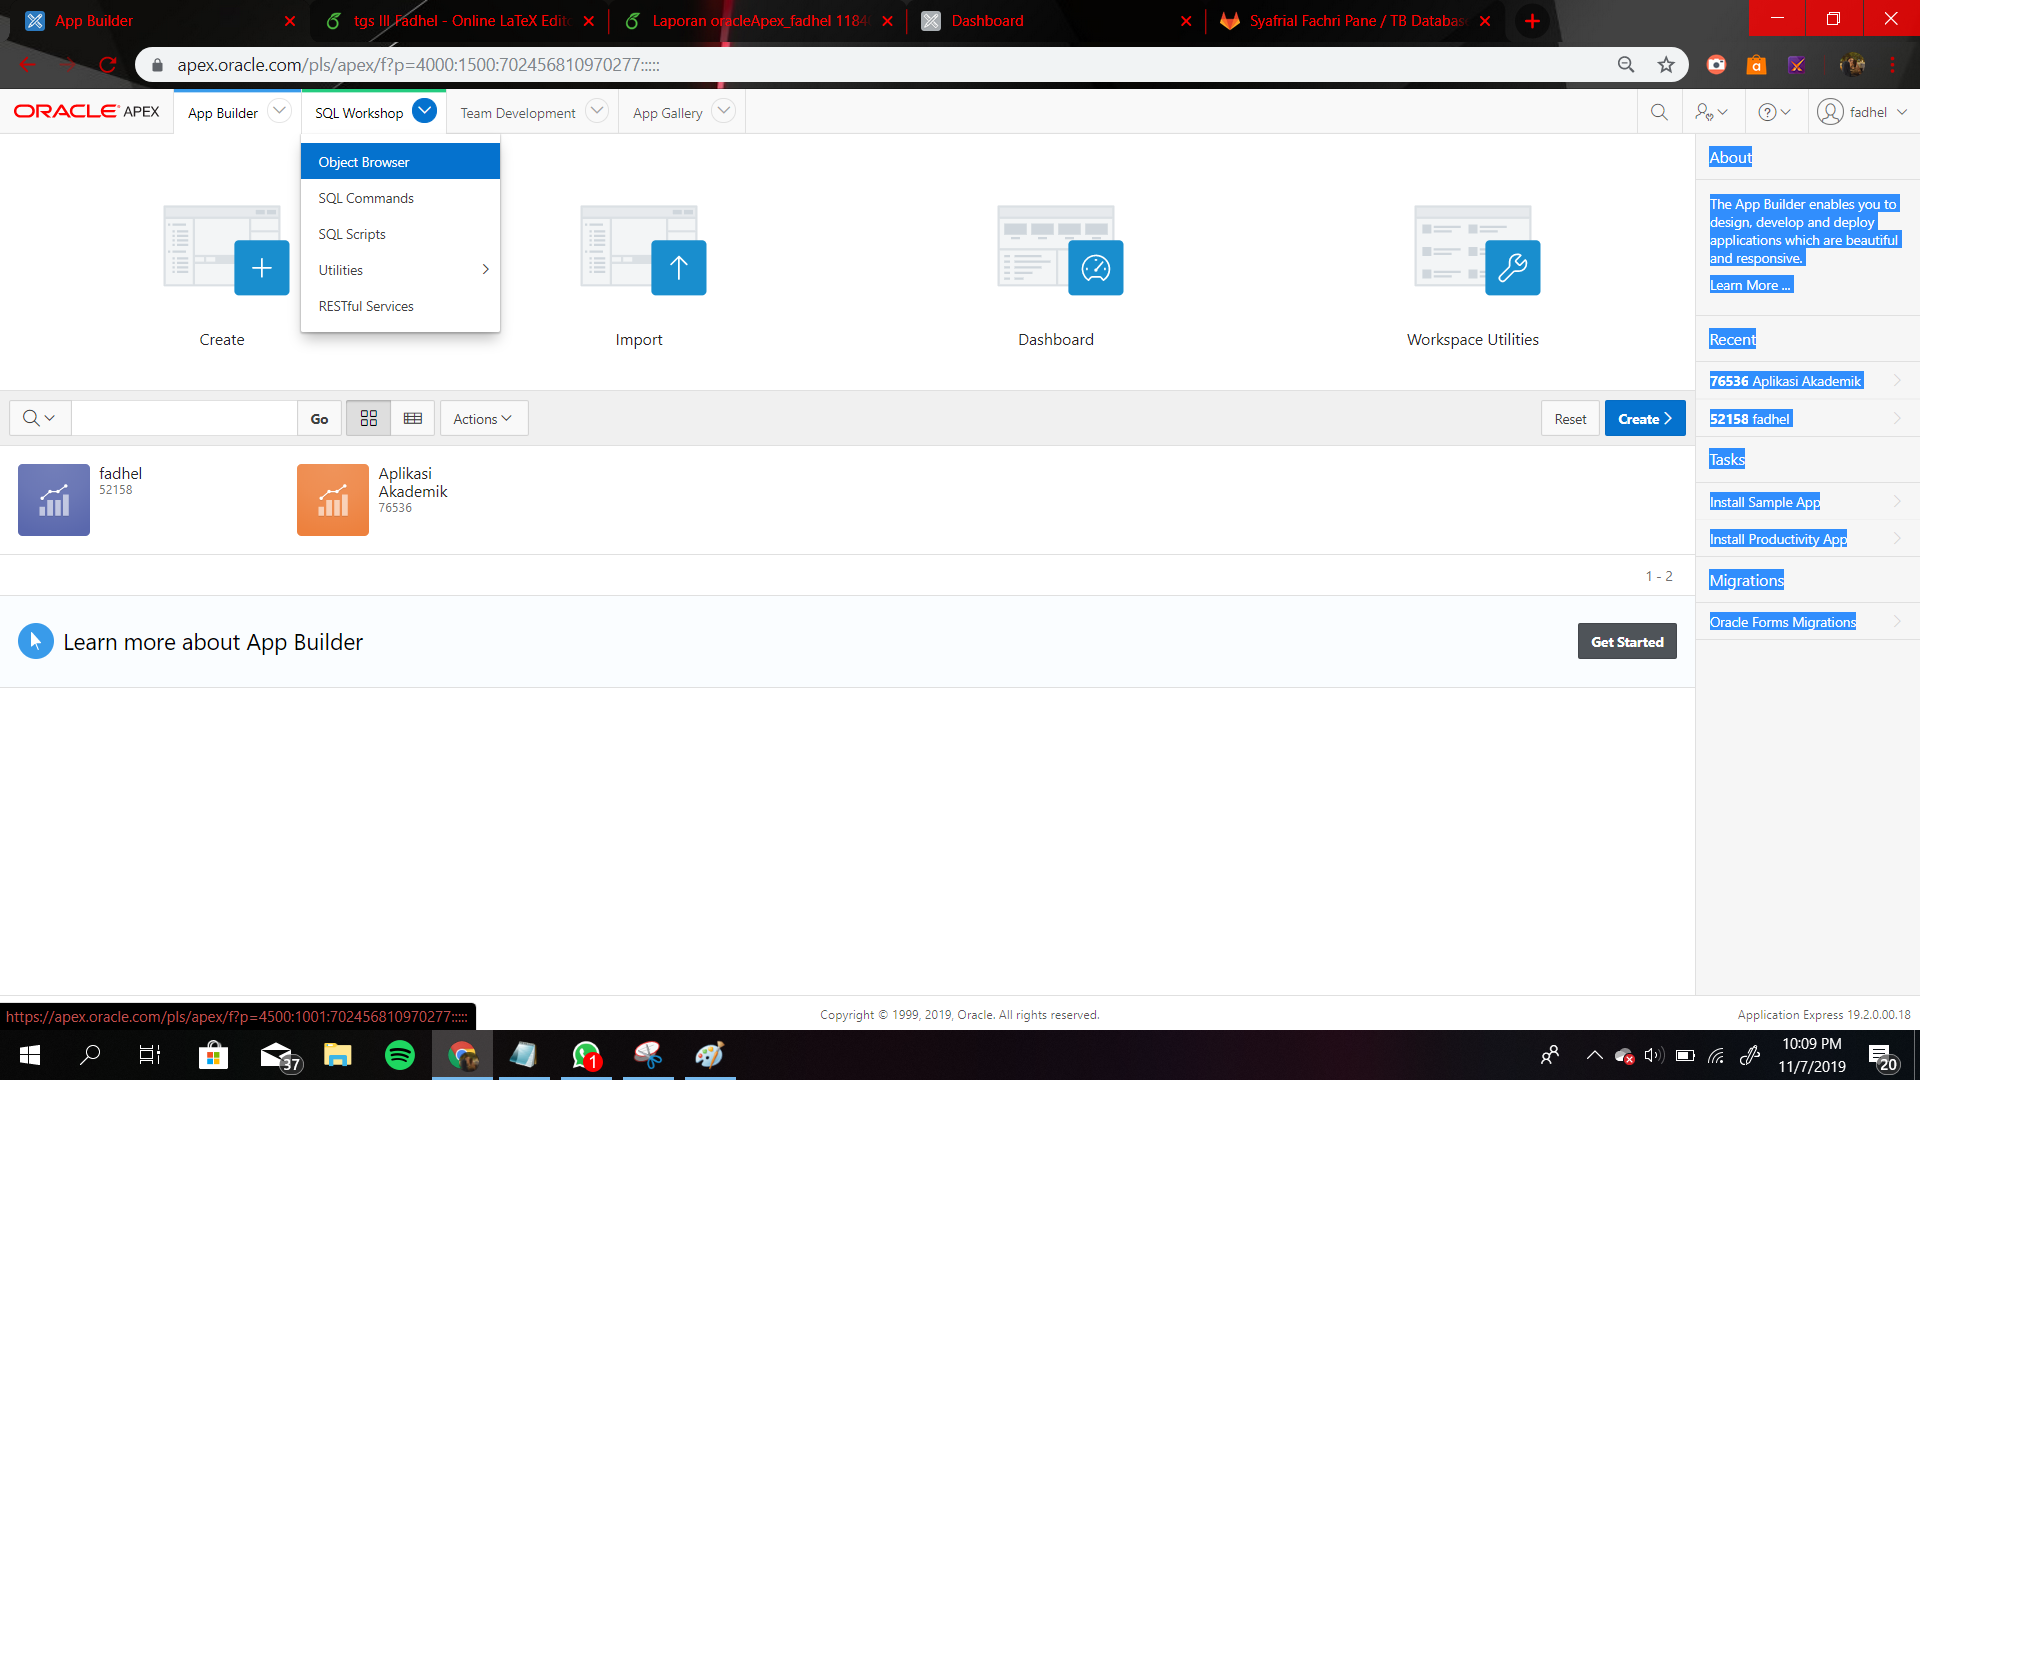 App Builder
tgs III Fadhel - Online LaTeX Edit
Laporan oracleApex_fadhel 1184
Dashboard
Syafrial Fachri Pane / TB Databas
apex.oracle.com/pls/apex/f?p=4000:1500:702456810970277:::::
ORACLE APEX
App Builder
SQL Workshop
Team Development
App Gallery
fadhel
Object Browser
SQL Commands
SQL Scripts
Utilities
RESTful Services
Create
Import
Dashboard
Workspace Utilities
Go
Actions
Reset
Create
fadhel
52158
Aplikasi
Akademik
76536
1 - 2
Learn more about App Builder
Get Started
About
The App Builder enables you to
design, develop and deploy
applications which are beautiful
and responsive.
Learn More ...
Recent
76536 Aplikasi Akademik
52158 fadhel
Tasks
Install Sample App
Install Productivity App
Migrations
Oracle Forms Migrations
https://apex.oracle.com/pls/apex/f?p=4500:1001:702456810970277:::::
Copyright © 1999, 2019, Oracle. All rights reserved.
Application Express 19.2.0.00.18
37
1
10:09 PM
11/7/2019
20